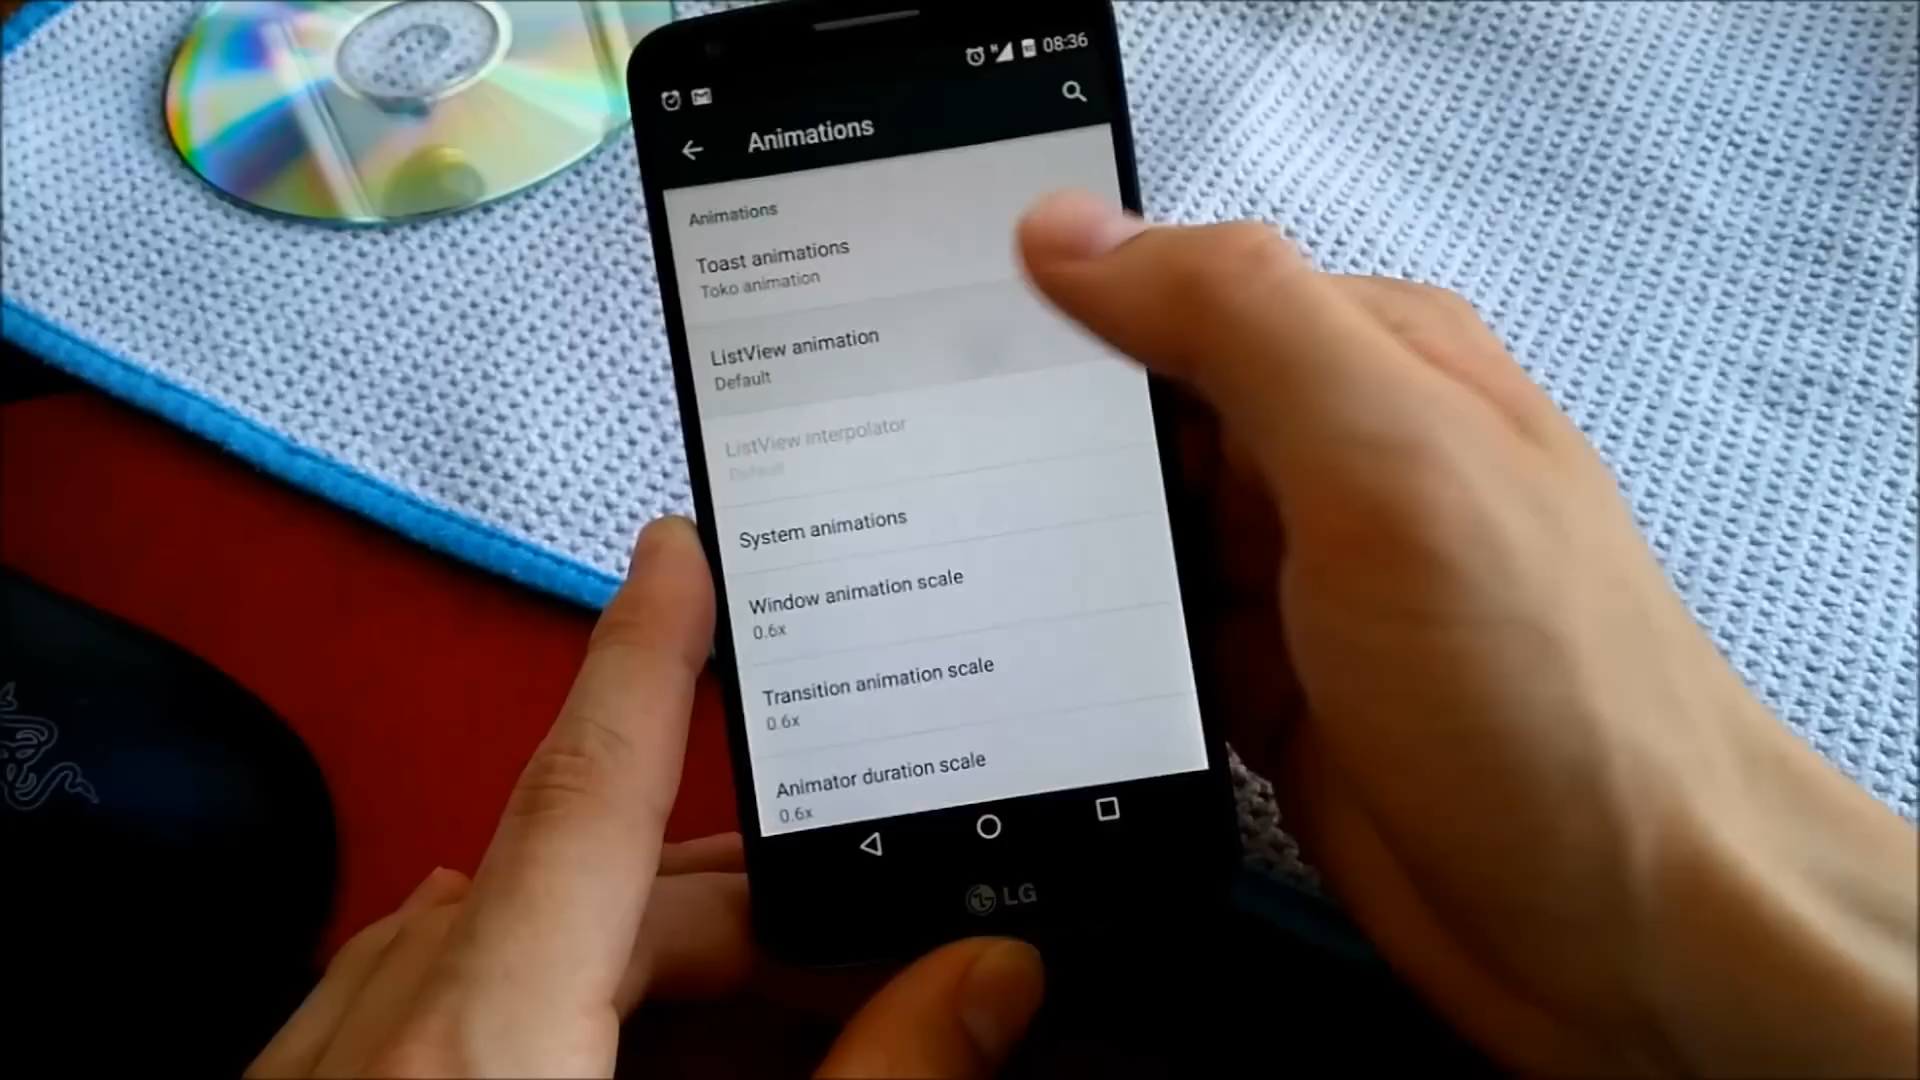 08:36
Animations
Animations
Toast animations
Toko animation
ListView animation
Default
ListView interpolator
Default
System animations
Window animation scale
0.6x
Transition animation scale
0.6x
Animator duration scale
0.6x
LG